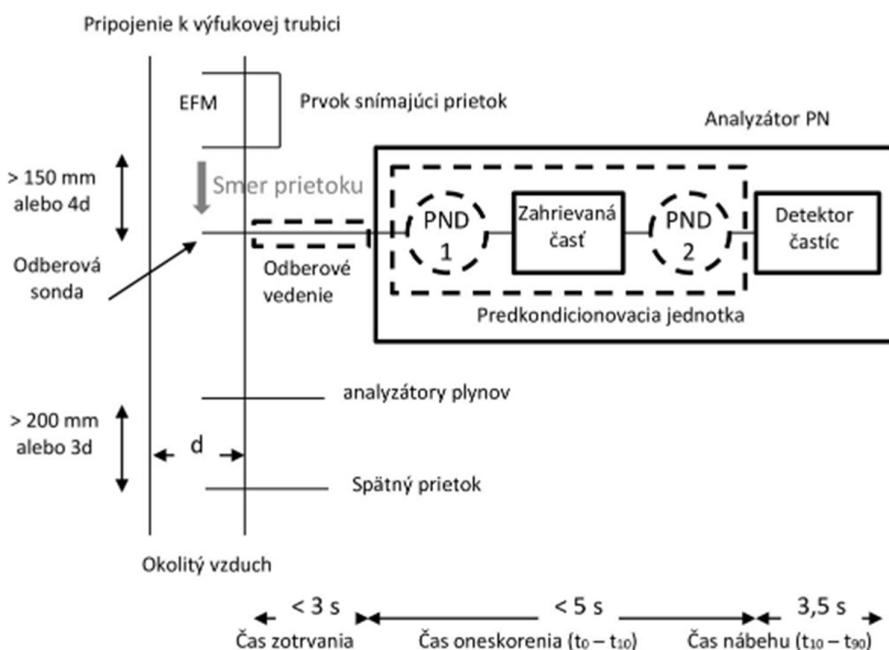 Pripojenie k výfukovej trubici
EFM
Prvok snímajúci prietok
Analyzátor PN
> 150 mm
alebo 4d
Smer prietoku
PND
1
Zahrievaná
časť
PND
2
Detektor
častíc
Odberová
sonda
Odberové
vedenie
Predkondicionovacia jednotka
analyzátory plynov
> 200 mm
alebo 3d
d
Spätný prietok
Okolitý vzduch
< 3 s
< 5 s
3,5 s
Čas zotrvania
Čas oneskorenia (t₀ – t₁₀)
Čas nábehu (t₁₀ – t₉₀)